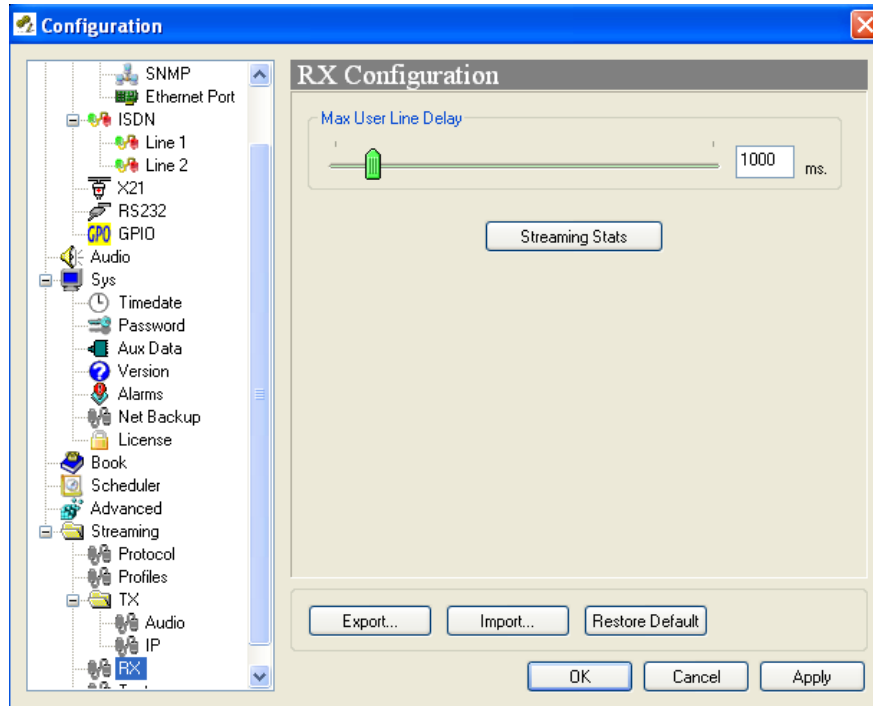 Configuration
SNMP
Ethernet Port
ISDN
Line 1
Line 2
X21
RS232
GPO GPIO
Audio
Sys
Timedate
Password
Aux Data
Version
Alarms
Net Backup
License
Book
Scheduler
Advanced
Streaming
Protocol
Profiles
TX
Audio
IP
RX
RX Configuration
Max User Line Delay
1000 ms.
Streaming Stats
Export... Import... Restore Default
OK Cancel Apply